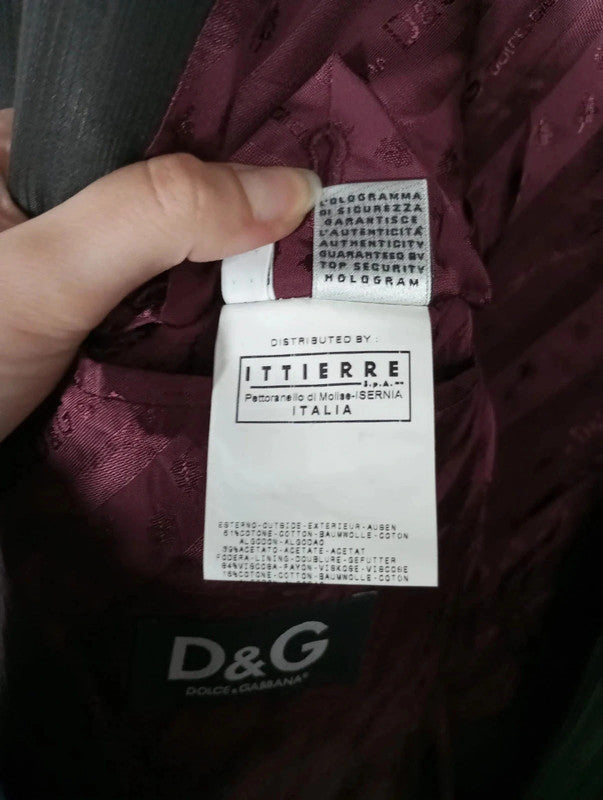 D&G
L'OLOGRAMMA
DI SICUREZZA
GARANTISCE
L'AUTENTICITÀ
AUTHENTICITY
GUARANTEED BY
TOP SECURITY
HOLOGRAM
DISTRIBUTED BY :
ITTIERRE
S.p.A.
Pettoranello di Molise-ISERNIA
ITALIA
ESTERNO-OUTSIDE-EXTERIEUR-AUSEN
61%COTONE-COTTON-BAUMWOLLE-COTON
ALGODON-ALGODAO
39%ACETATO-ACETATE-ACETAT
FODERA-LINING-DOUBLURE-GEFUTTER
84%VISCOSA-RAYON-VISKOSE-VISCOSE
16%COTONE-COTTON-BAUMWOLLE-COTON
D&G
DOLCE & GABBANA